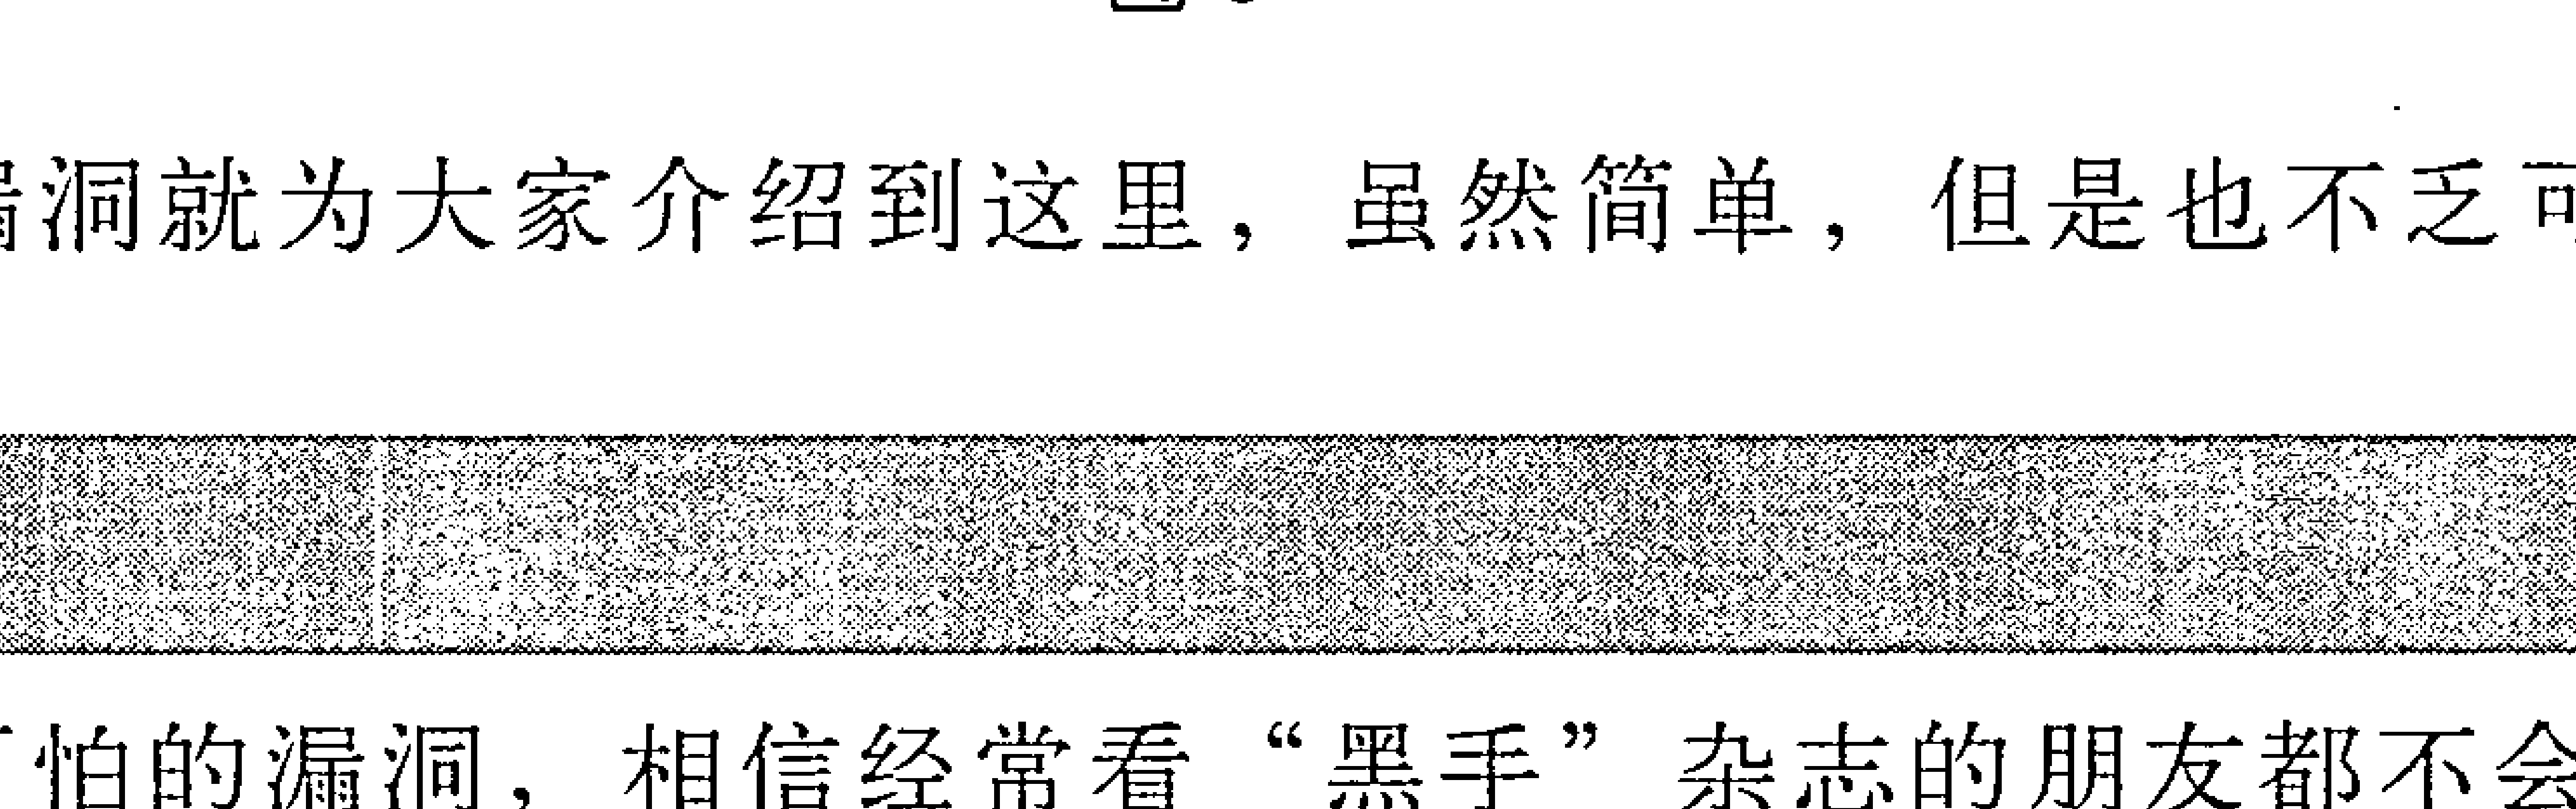 洞就为大家介绍到这里，虽然简单，但是也不乏
怕的漏洞，相信经常看“黑手”杂志的朋友都不会